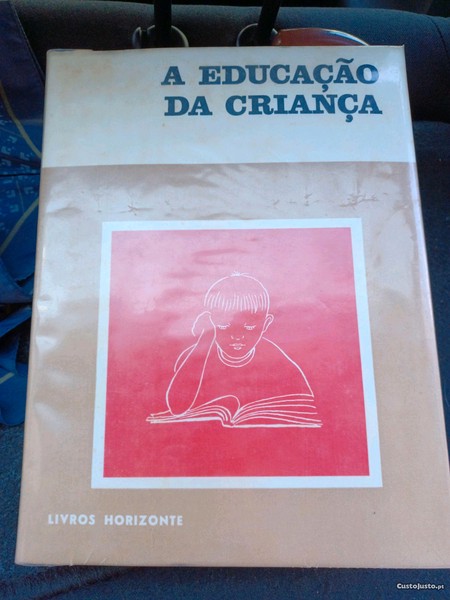 A EDUCAÇÃO
DA CRIANÇA
LIVROS HORIZONTE
CustoJusto.pt